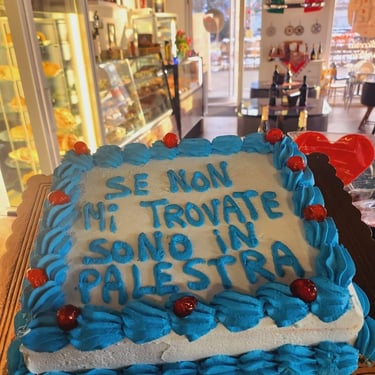 SE NON
MI TROVATE
SONO IN
PALESTRA